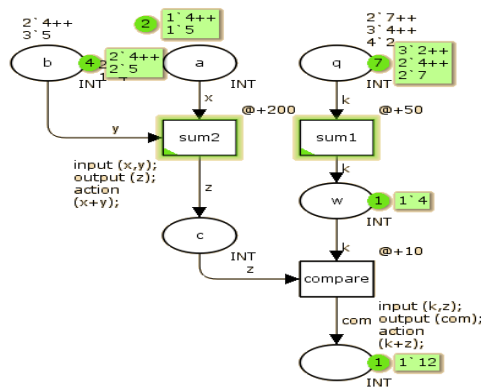 2`4++
3`5
2
1`4++
1`5
2`7++
3`4++
4`2
b
4
2`4++
2`5
INT
a
INT
q
7
3`2++
2`4++
2`7
INT
x
k
@+200
@+50
y
sum2
sum1
input (x,y);
output (z);
action
(x+y);
z
k
w
1
1`4
INT
c
INT
k
@+10
z
compare
com
input (k,z);
output (com);
action
(k+z);
1
1`12
INT